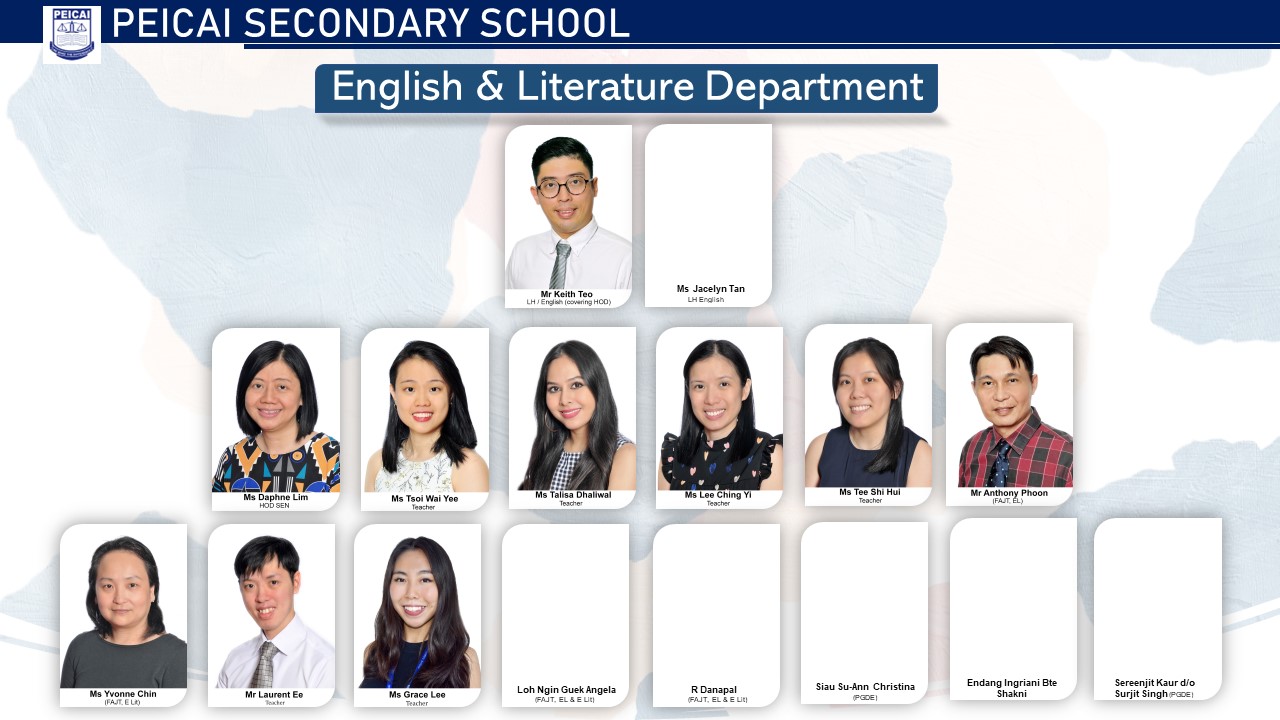 PEICAI
PEICAI SECONDARY SCHOOL
English & Literature Department
Mr Keith Teo
LH / English (covering HOD)
Ms Jacelyn Tan
LH English
Ms Daphne Lim
HOD SEN
Ms Tsoi Wai Yee
Teacher
Ms Talisa Dhaliwal
Teacher
Ms Lee Ching Yi
Teacher
Ms Tee Shi Hui
Teacher
Mr Anthony Phoon
(FAJT, EL)
Ms Yvonne Chin
(FAJT, E Lit)
Mr Laurent Ee
Teacher
Ms Grace Lee
Teacher
Loh Ngin Guek Angela
(FAJT, EL & E Lit)
R Danapal
(FAJT, EL & E Lit)
Siau Su-Ann Christina
(PGDE)
Endang Ingriani Bte
Shakni
Sereenjit Kaur d/o
Surjit Singh (PGDE)